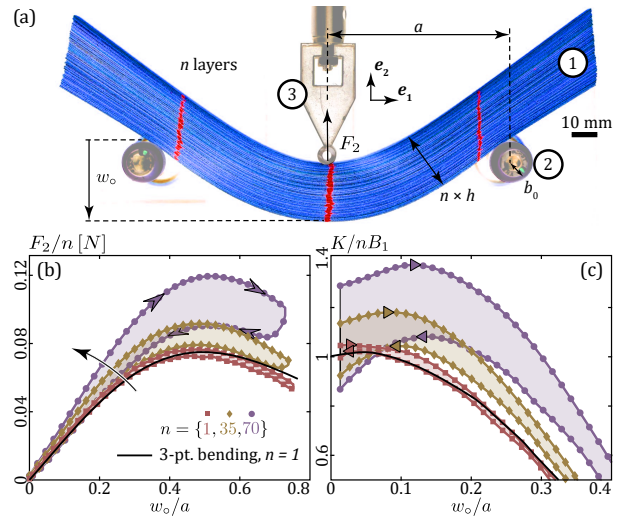 (a)
a
n layers
1
3
e₂
e₁
F₂
10 mm
2
b₀
w∘
n × h
F₂/n [N]
K/nB₁
(b)
(c)
0.12
0.08
0.04
0
1.4
1
0.6
n = {1, 35, 70}
3-pt. bending, n = 1
0.0 0.2 0.4 0.6 0.8
w∘/a
0 0.1 0.2 0.3 0.4
w∘/a